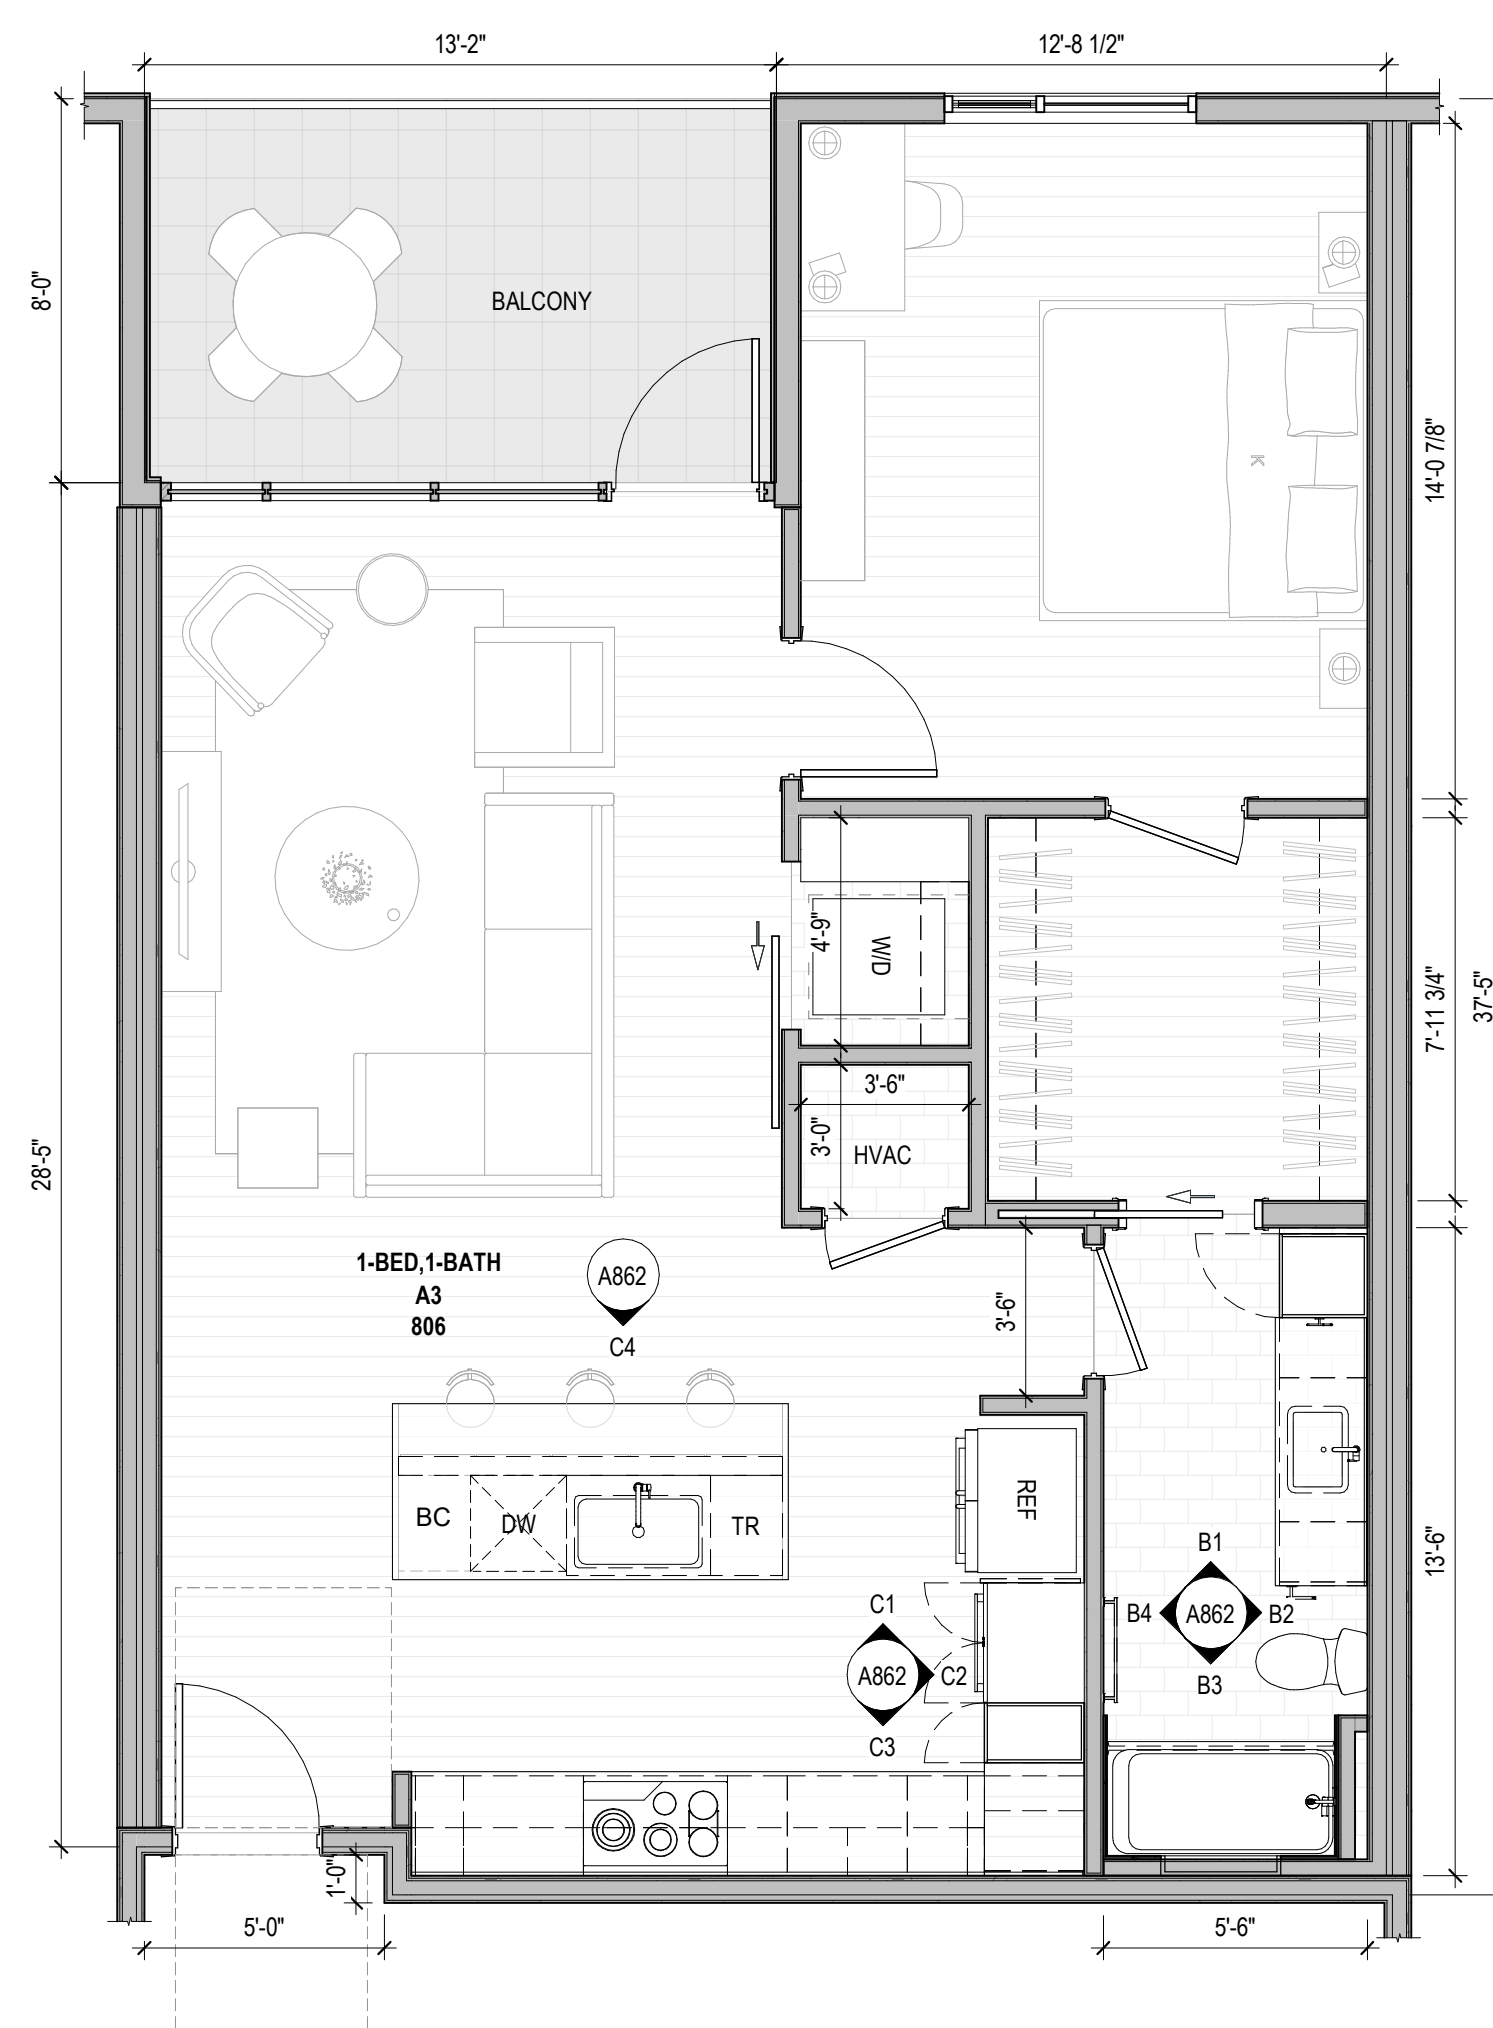 13'-2"
12'-8 1/2"
8'-0"
BALCONY
14'-0 7/8"
K
4'-9"
W/D
7'-11 3/4"
37'-5"
3'-6"
3'-0"
HVAC
28'-5"
1-BED,1-BATH
A3
806
A862
C4
3'-6"
BC
DW
TR
REF
13'-6"
B1
B4
A862
B2
B3
C1
A862
C2
C3
1'-0"
5'-0"
5'-6"